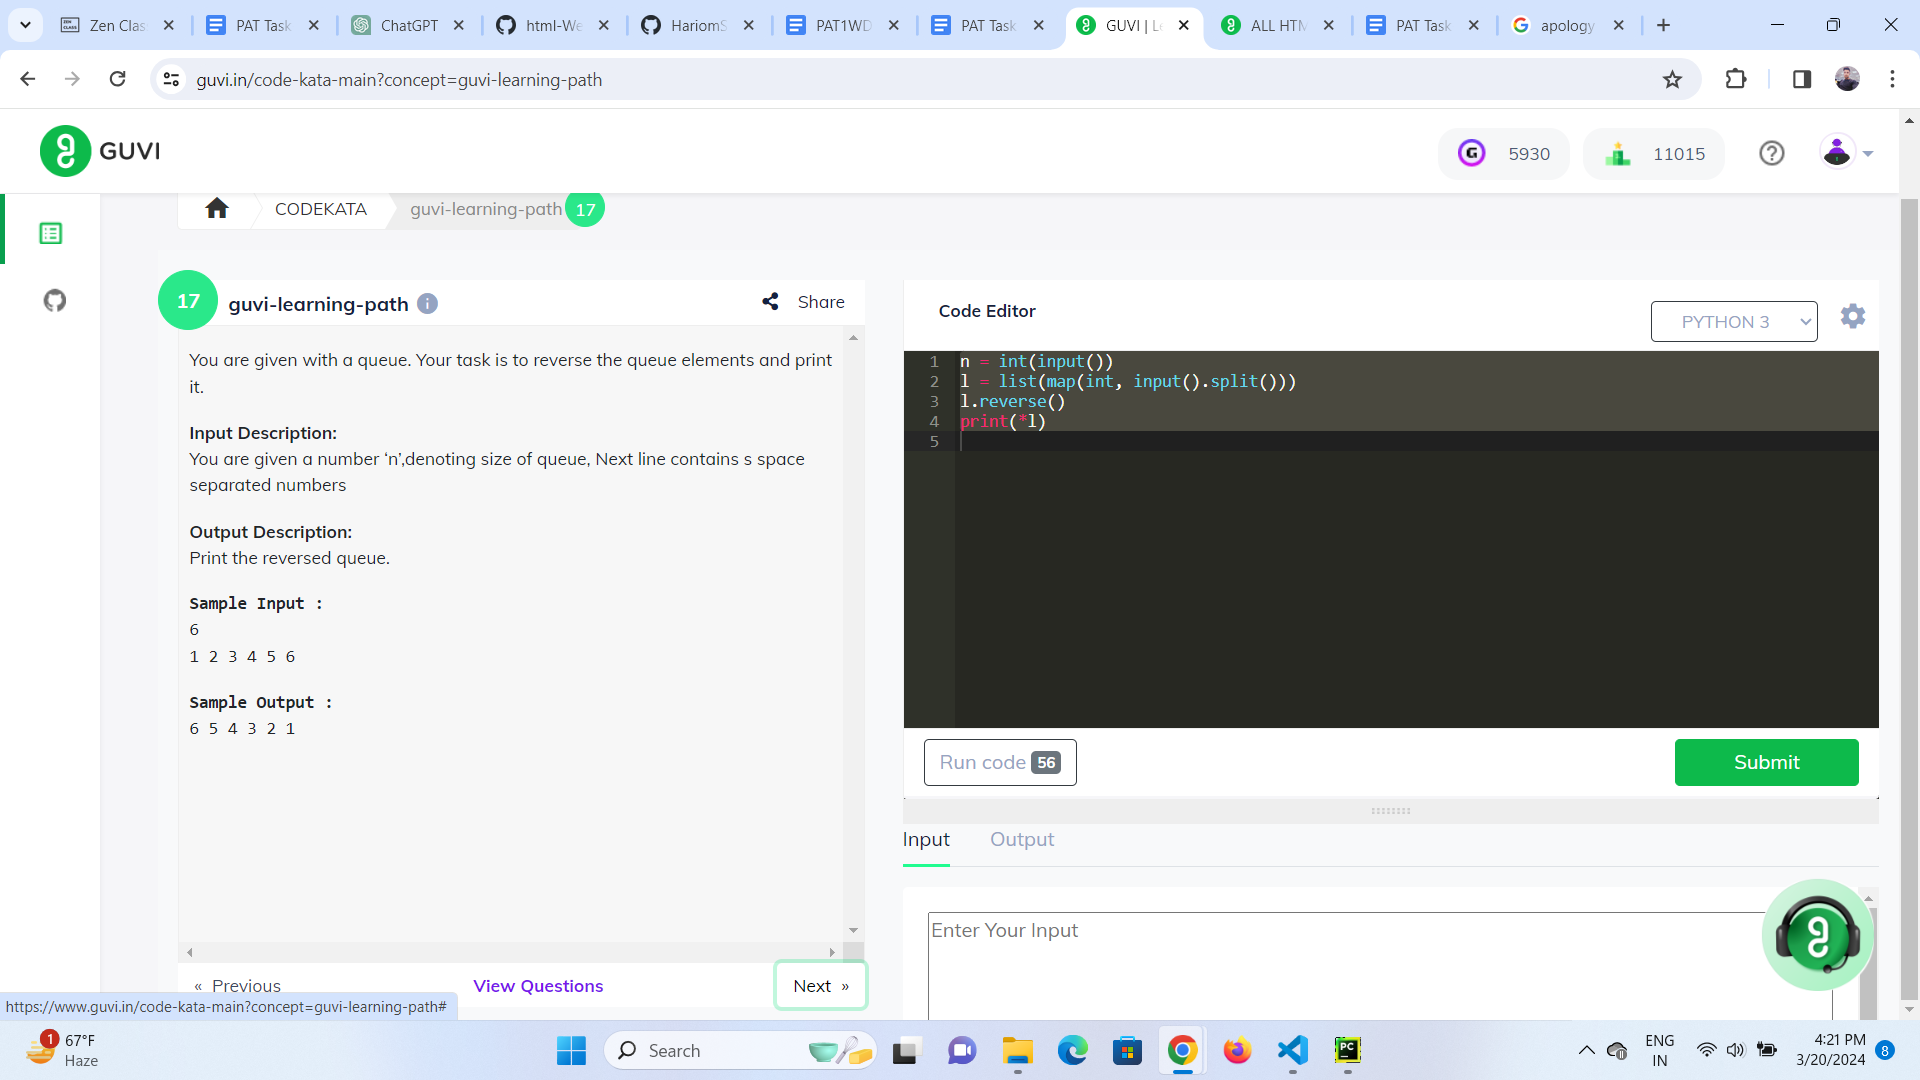 Zen Clas
PAT Task
ChatGPT
html-We
HariomS
PAT1WD
PAT Task
GUVI | Le
ALL HTM
PAT Task
apology
guvi.in/code-kata-main?concept=guvi-learning-path
GUVI
5930
11015
CODEKATA
guvi-learning-path
17
17
guvi-learning-path
Share
You are given with a queue. Your task is to reverse the queue elements and print
it.
Input Description:
You are given a number ‘n’,denoting size of queue, Next line contains s space
separated numbers
Output Description:
Print the reversed queue.
Sample Input :
6
1 2 3 4 5 6
Sample Output :
6 5 4 3 2 1
« Previous
View Questions
Next »
Code Editor
PYTHON 3
1 n = int(input())
2 l = list(map(int, input().split()))
3 l.reverse()
4 print(*l)
5
Run code 56
Submit
Input
Output
Enter Your Input
https://www.guvi.in/code-kata-main?concept=guvi-learning-path#
1
67°F
Haze
Search
PC
ENG
IN
4:21 PM
3/20/2024
8